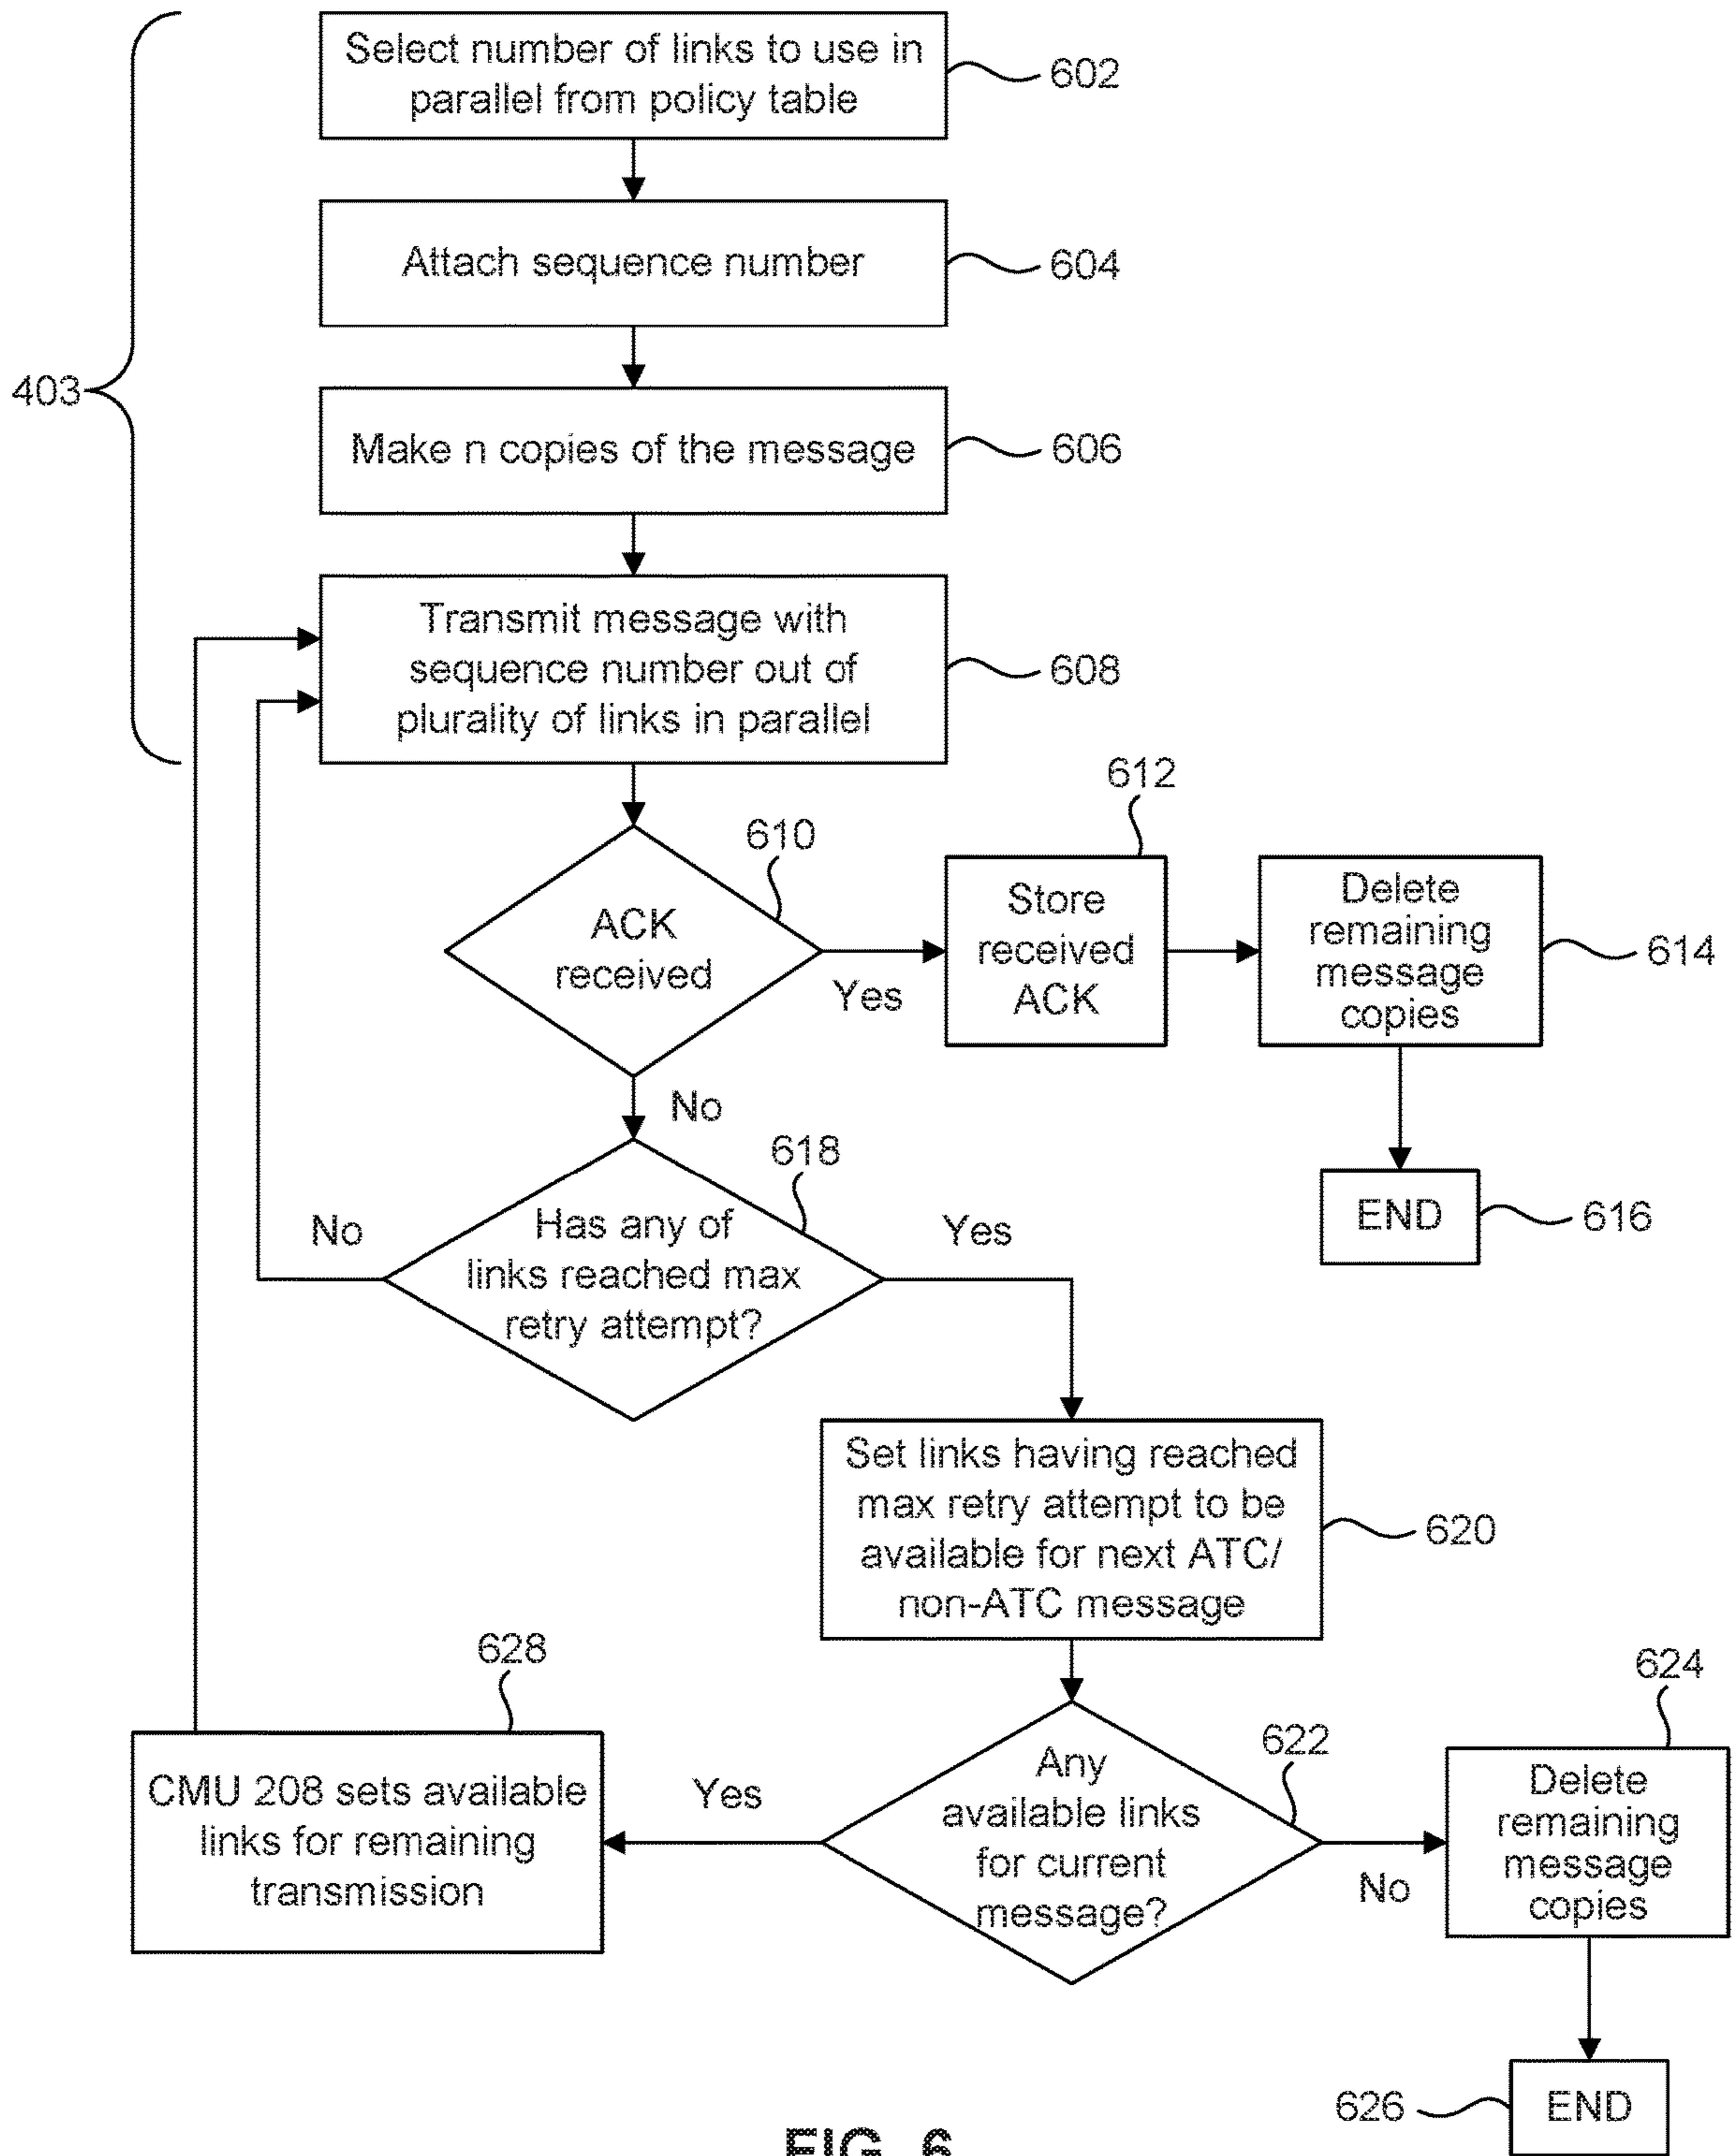 Select number of links to use in
parallel from policy table
602
Attach sequence number
604
403
Make n copies of the message
606
Transmit message with
sequence number out of
plurality of links in parallel
608
610
ACK
received
Yes
612
Store
received
ACK
Delete
remaining
message
copies
614
END
616
No
618
Has any of
links reached max
retry attempt?
No
Yes
Set links having reached
max retry attempt to be
available for next ATC/
non-ATC message
620
622
Any
available links
for current
message?
Yes
628
CMU 208 sets available
links for remaining
transmission
No
624
Delete
remaining
message
copies
626
END
FIG. 6